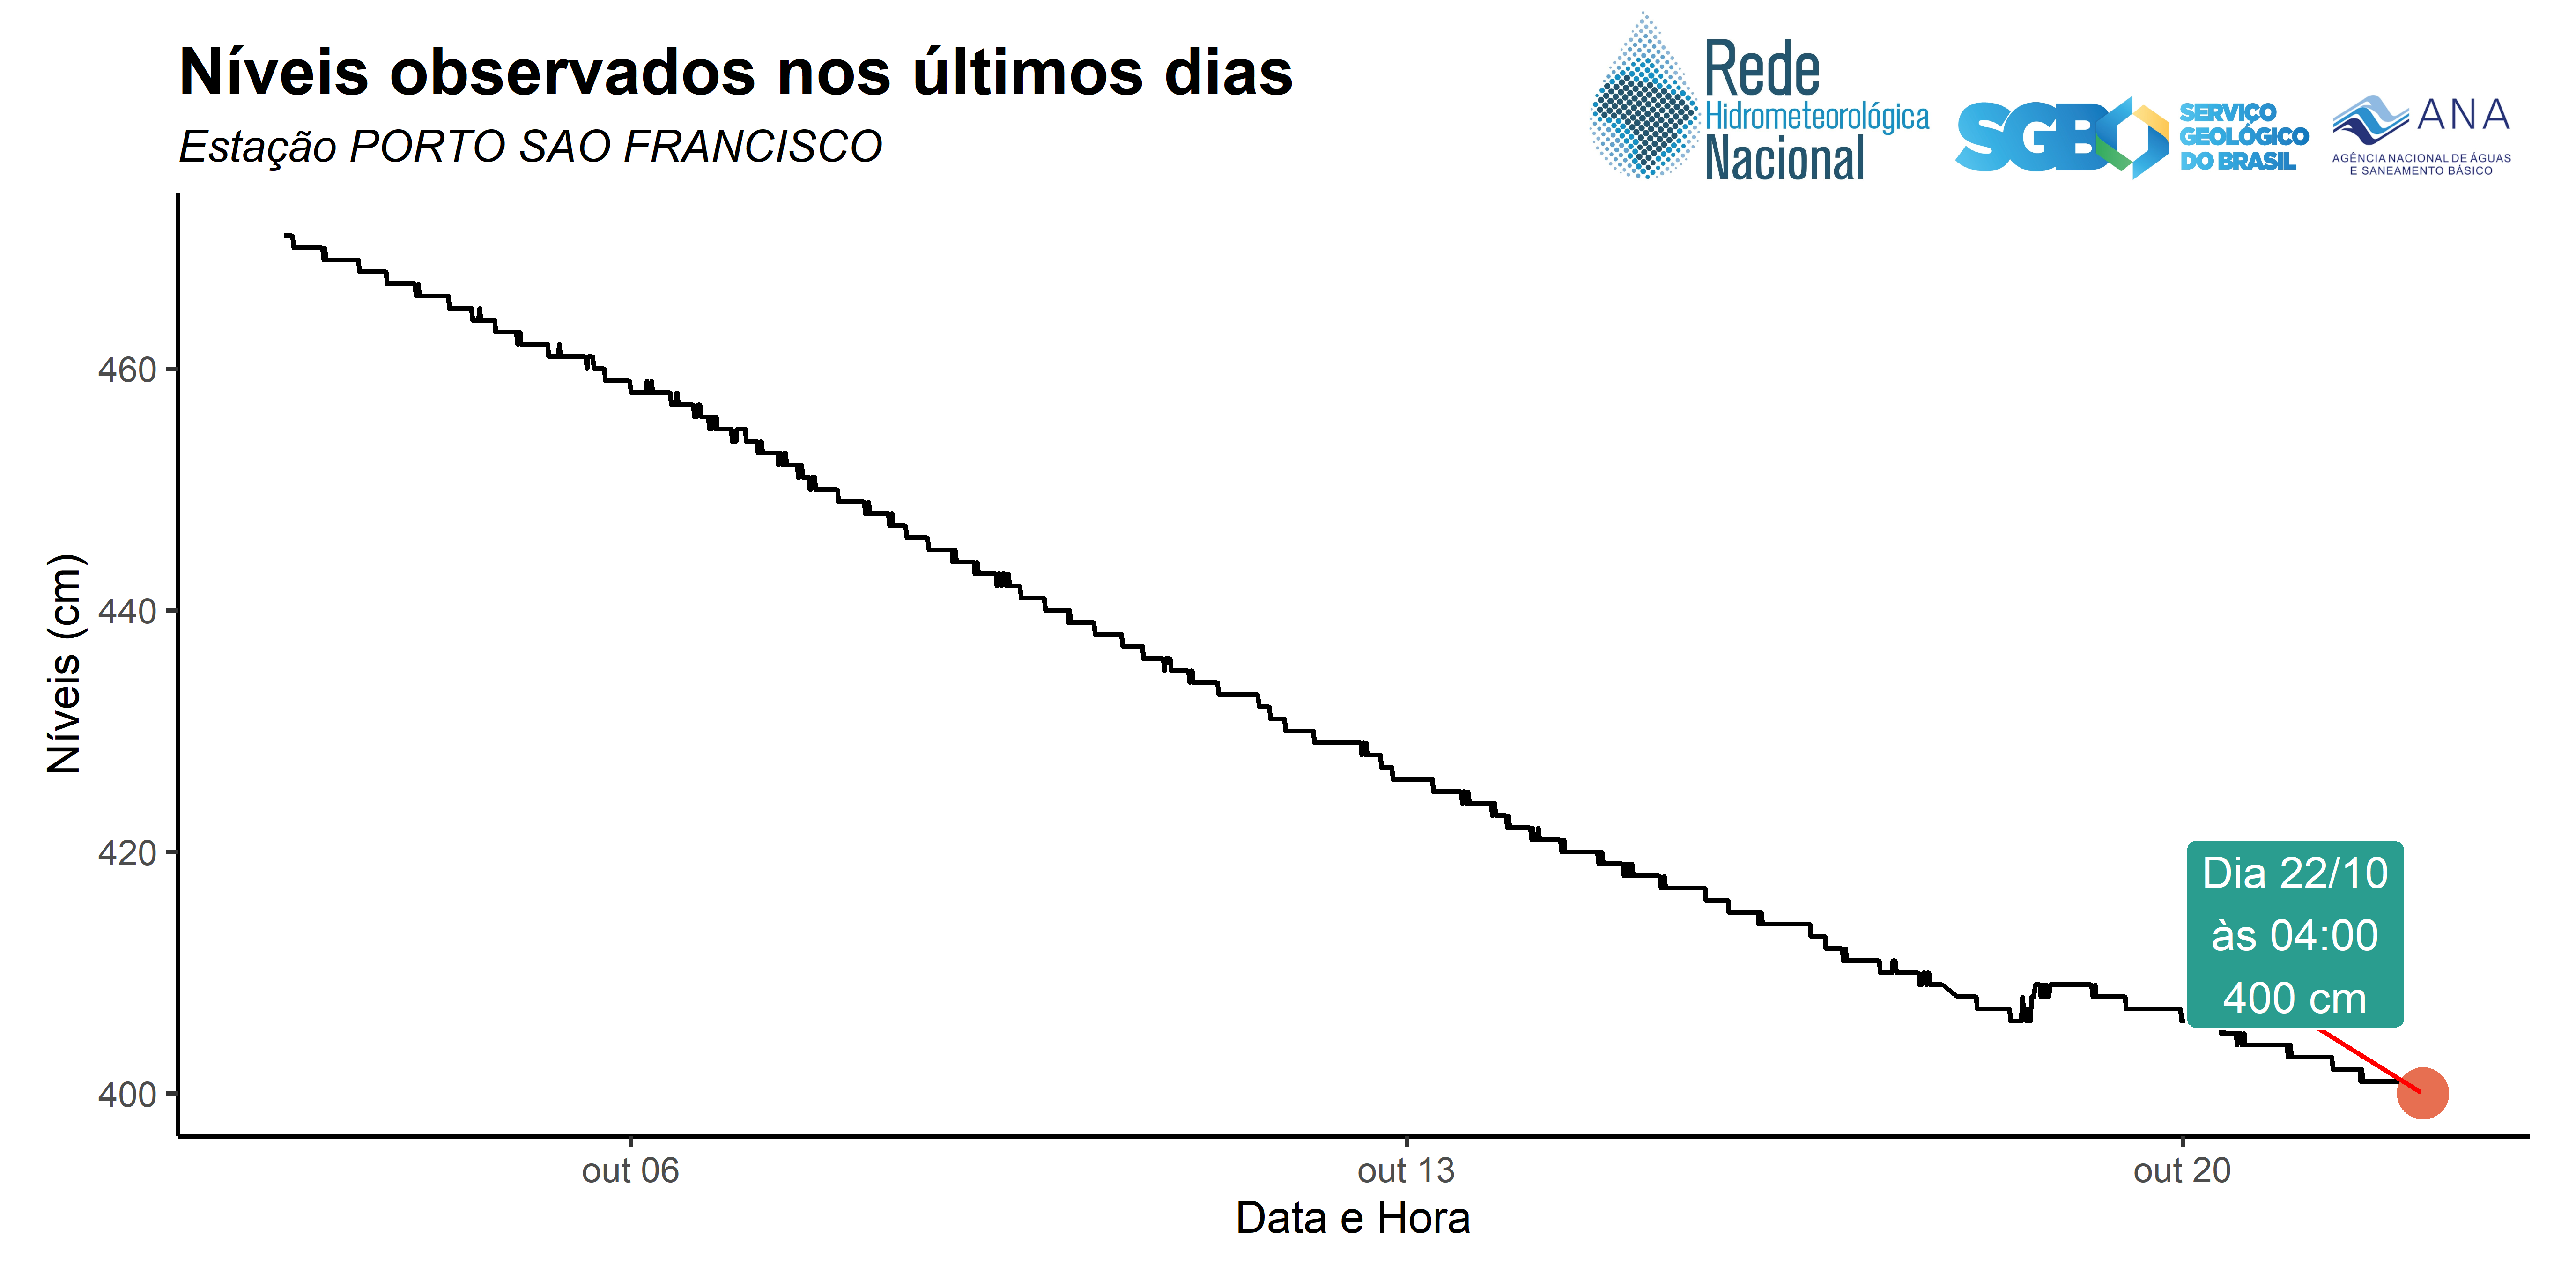 Níveis observados nos últimos dias
Estação PORTO SAO FRANCISCO
Rede
Hidrometeorológica
Nacional
SGB
SERVIÇO
GEOLÓGICO
DO BRASIL
ANA
AGÊNCIA NACIONAL DE ÁGUAS
E SANEAMENTO BÁSICO
Níveis (cm)
460
440
420
400
Dia 22/10
às 04:00
400 cm
out 06
out 13
out 20
Data e Hora